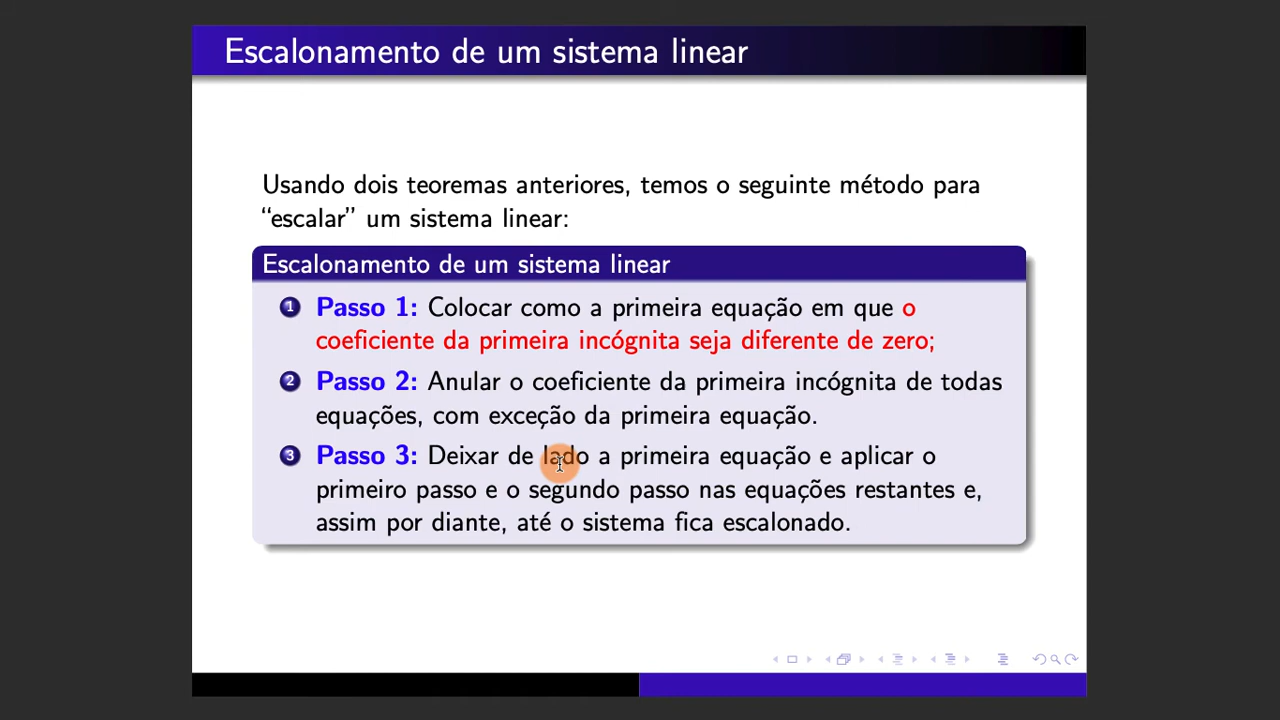 Escalonamento de um sistema linear
Usando dois teoremas anteriores, temos o seguinte método para
“escalar” um sistema linear:
Escalonamento de um sistema linear
1 Passo 1: Colocar como a primeira equação em que o
coeficiente da primeira incógnita seja diferente de zero;
2 Passo 2: Anular o coeficiente da primeira incógnita de todas
equações, com exceção da primeira equação.
3 Passo 3: Deixar de lado a primeira equação e aplicar o
primeiro passo e o segundo passo nas equações restantes e,
assim por diante, até o sistema fica escalonado.